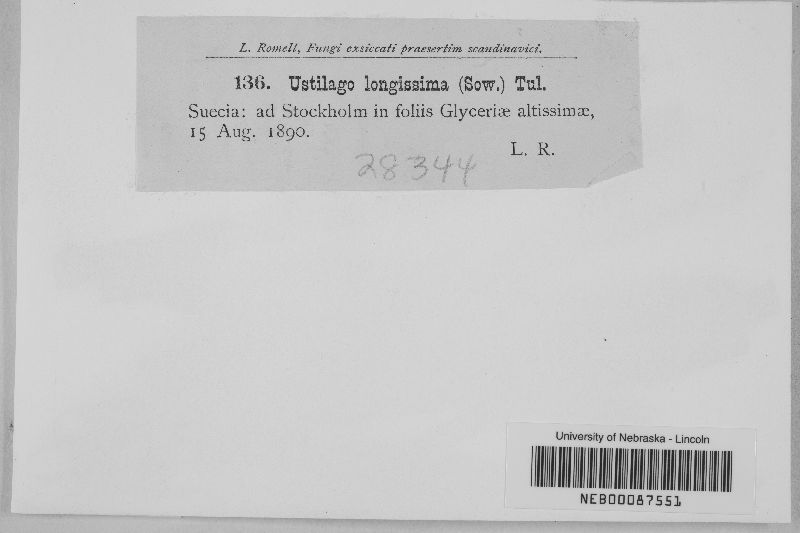 L. Romell, Fungi exsiccati praesertim scandinavici.
136. Ustilago longissima (Sow.) Tul.
Suecia: ad Stockholm in foliis Glyceriæ altissimæ,
15 Aug. 1890.
L. R.
28344
University of Nebraska - Lincoln
NEB00087551